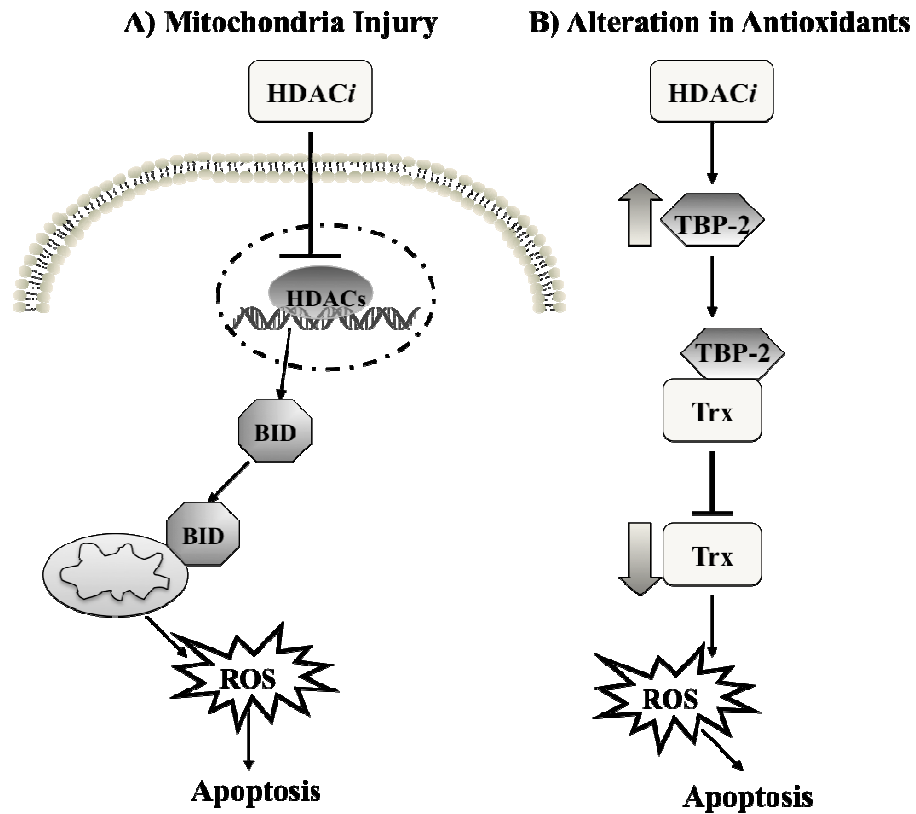 A) Mitochondria Injury
HDACi
HDACs
BID
BID
ROS
Apoptosis
B) Alteration in Antioxidants
HDACi
TBP-2
TBP-2
Trx
Trx
ROS
Apoptosis